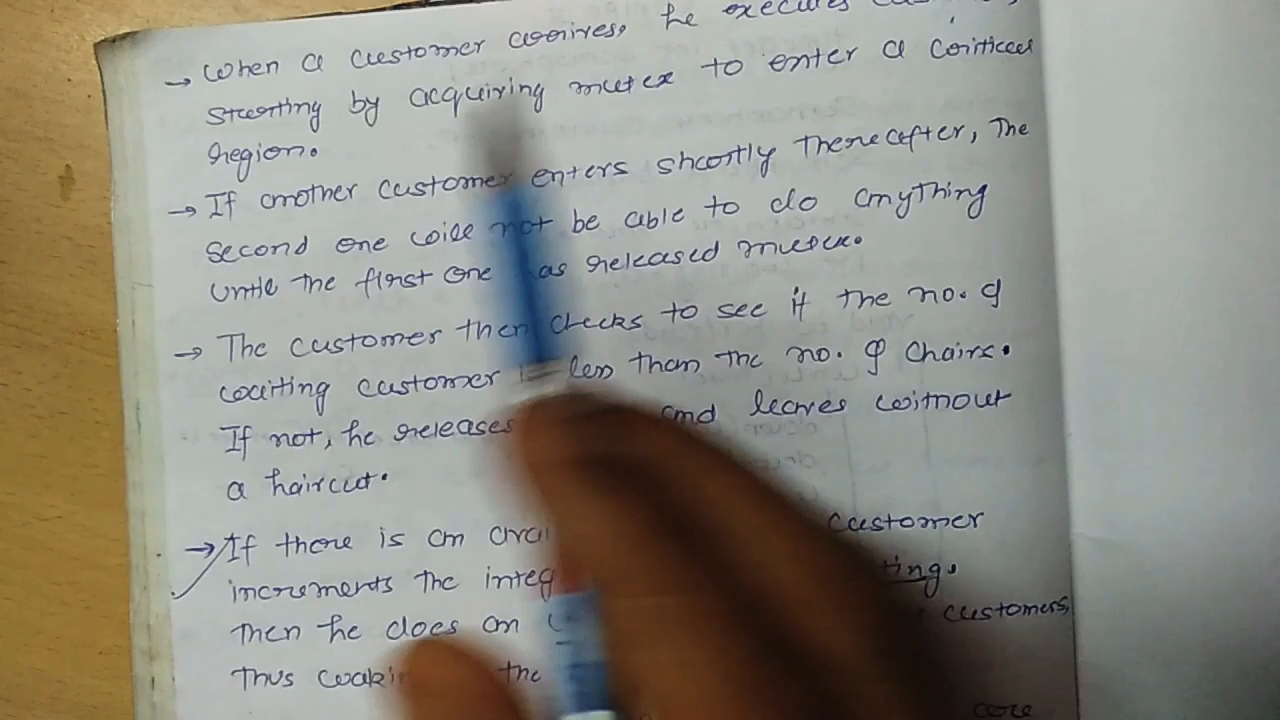 → When a customer arrives, he executes
starting by acquiring mutex to enter a critical
region.
→ If another customer enters shortly thereafter, the
second one will not be able to do anything
until the first one has released mutex.
→ The customer then checks to see if the no. of
waiting customer is less than the no. of chairs.
If not, he releases and leaves without
a haircut.
→ If there is an customer
increments the
then he does an customers,
thus the
are